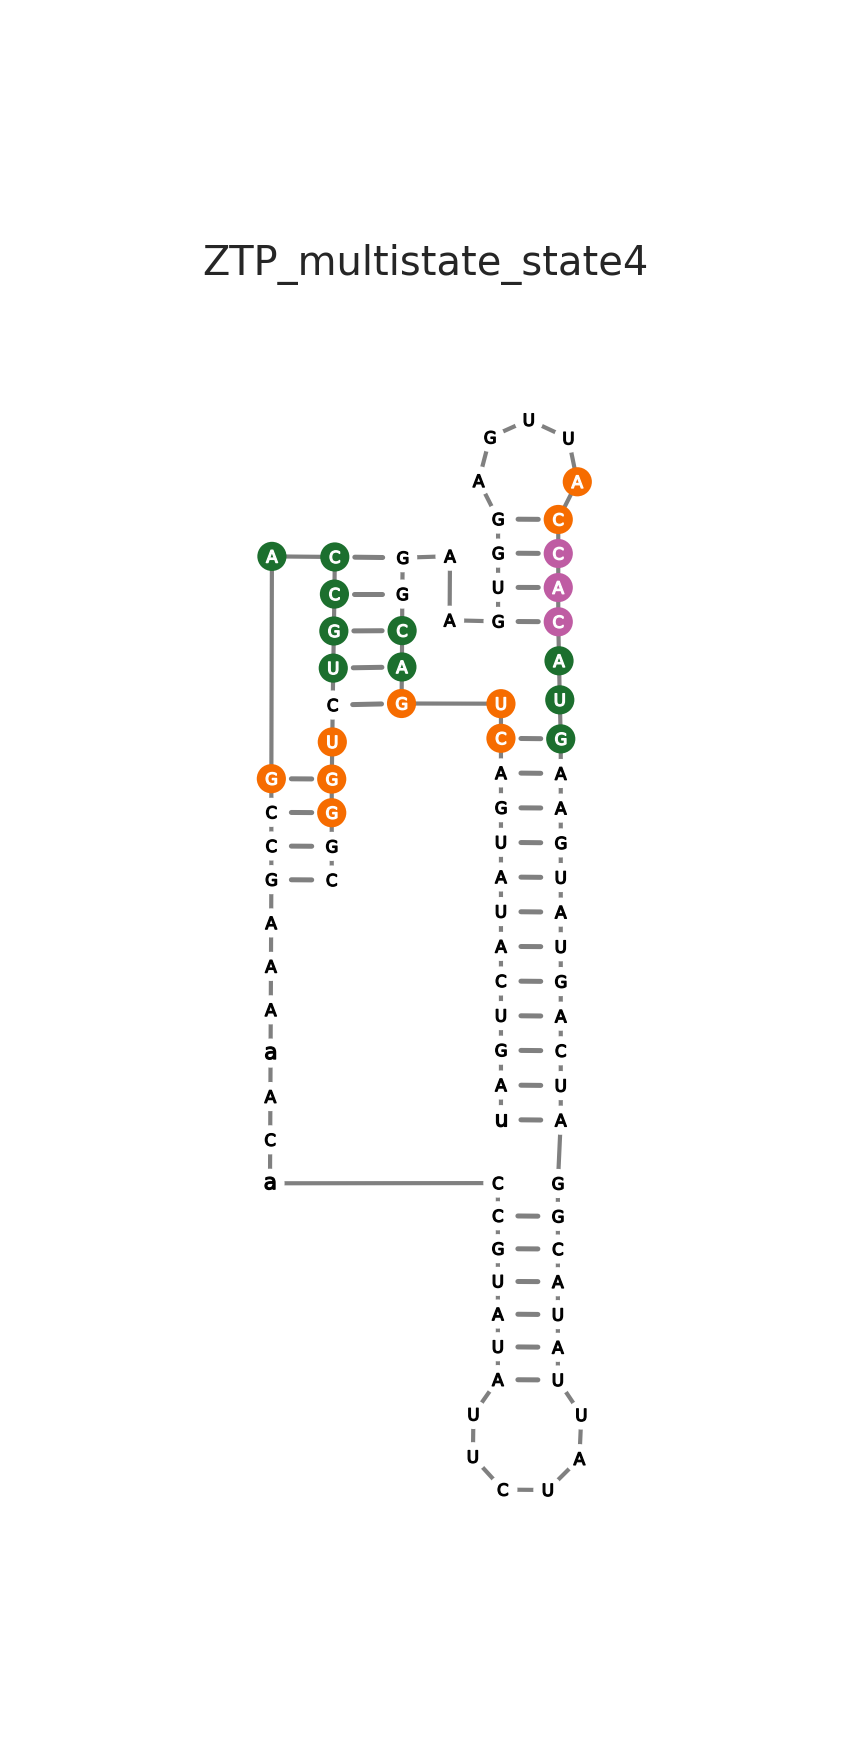 ZTP_multistate_state4
U
G U
A A
G C
A C G A G C
C G U A
G C A G C
U A A
C G U U
U C G
G G A A
C G G A
C G U G
G C A U
A U A
A A U
A C G
a U A
A G C
C A U
u A
a C G
C G
G C
U A
A U
U A
A U
U U
U A
C U